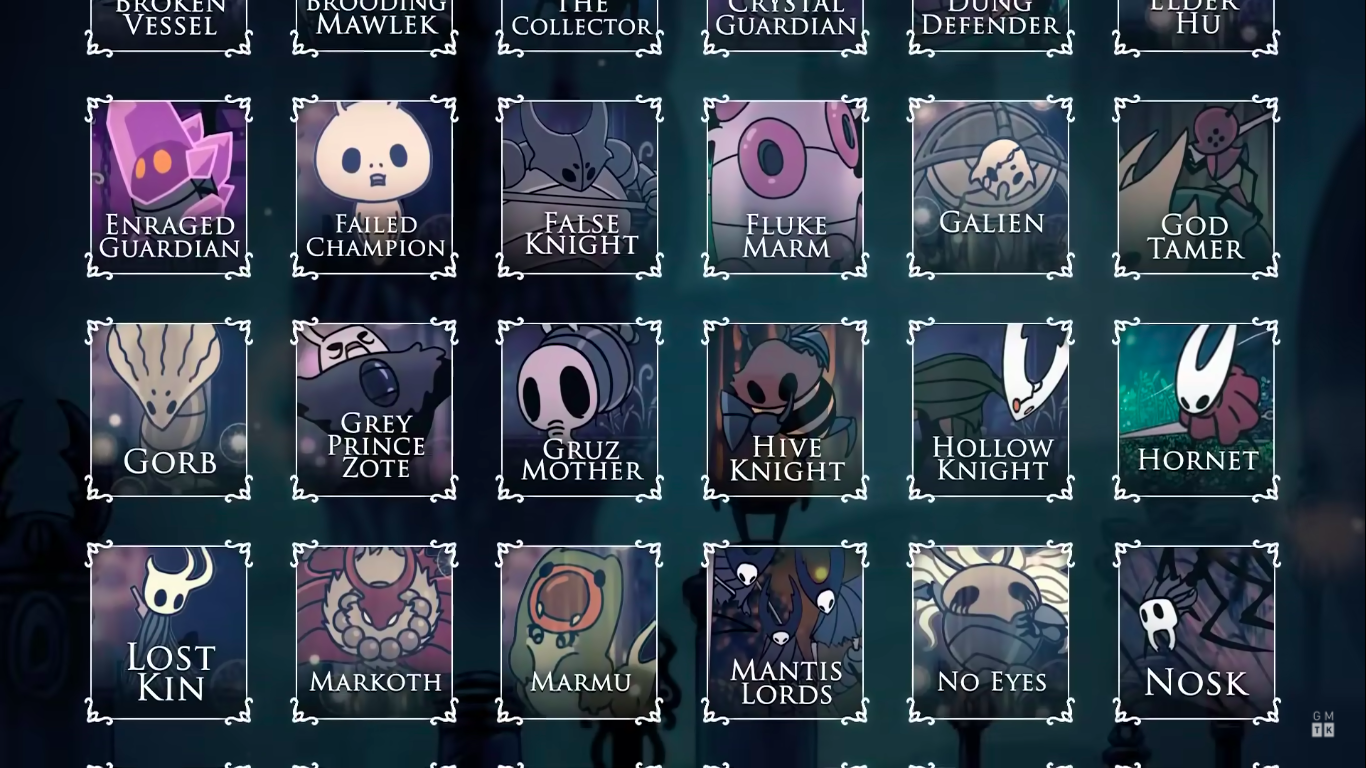 BROKEN
VESSEL
BROODING
MAWLEK
THE
COLLECTOR
CRYSTAL
GUARDIAN
DUNG
DEFENDER
ELDER
HU
ENRAGED
GUARDIAN
FAILED
CHAMPION
FALSE
KNIGHT
FLUKE
MARM
GALIEN
GOD
TAMER
GORB
GREY
PRINCE
ZOTE
GRUZ
MOTHER
HIVE
KNIGHT
HOLLOW
KNIGHT
HORNET
LOST
KIN
MARKOTH
MARMU
MANTIS
LORDS
NO EYES
NOSK
GM
TK